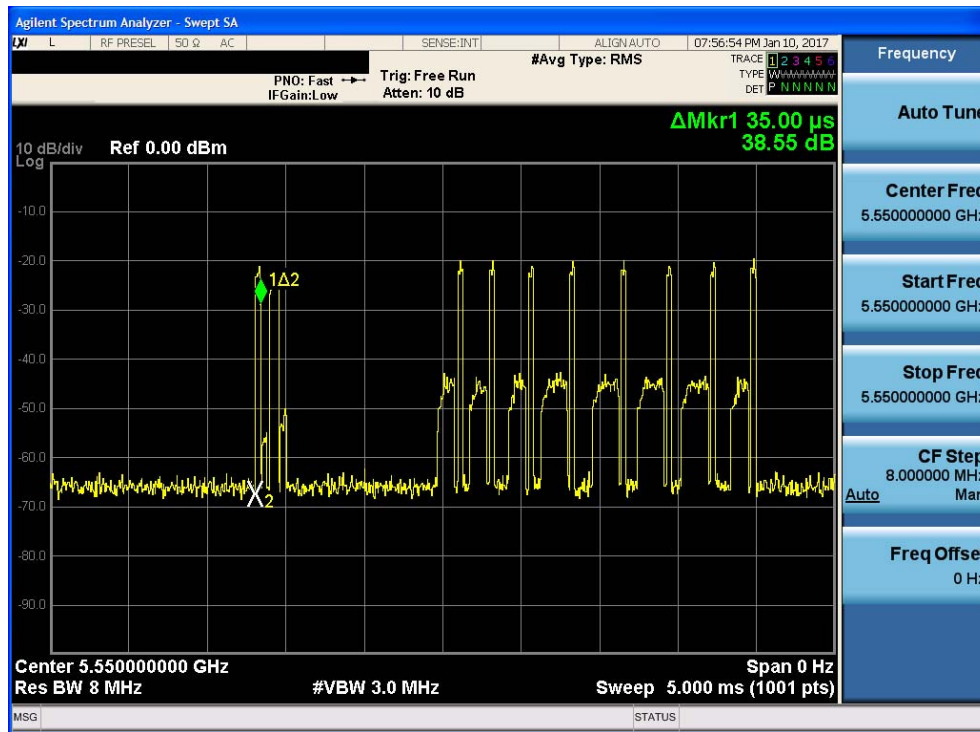 Agilent Spectrum Analyzer - Swept SA
LXI L RF PRESEL 50 Ω AC SENSE:INT ALIGN AUTO 07:56:54 PM Jan 10, 2017
Frequency
#Avg Type: RMS
TRACE 1 2 3 4 5 6
PNO: Fast Trig: Free Run
TYPE W
IFGain:Low Atten: 10 dB
DET P N N N N N
Auto Tune
ΔMkr1 35.00 µs
38.55 dB
10 dB/div Ref 0.00 dBm
Log
Center Freq
5.550000000 GHz
-10.0
-20.0
1Δ2
Start Freq
5.550000000 GHz
-30.0
-40.0
Stop Freq
5.550000000 GHz
-50.0
-60.0
CF Step
8.000000 MHz
Auto Man
X2
-70.0
-80.0
Freq Offset
0 Hz
-90.0
Center 5.550000000 GHz Span 0 Hz
Res BW 8 MHz #VBW 3.0 MHz Sweep 5.000 ms (1001 pts)
MSG STATUS